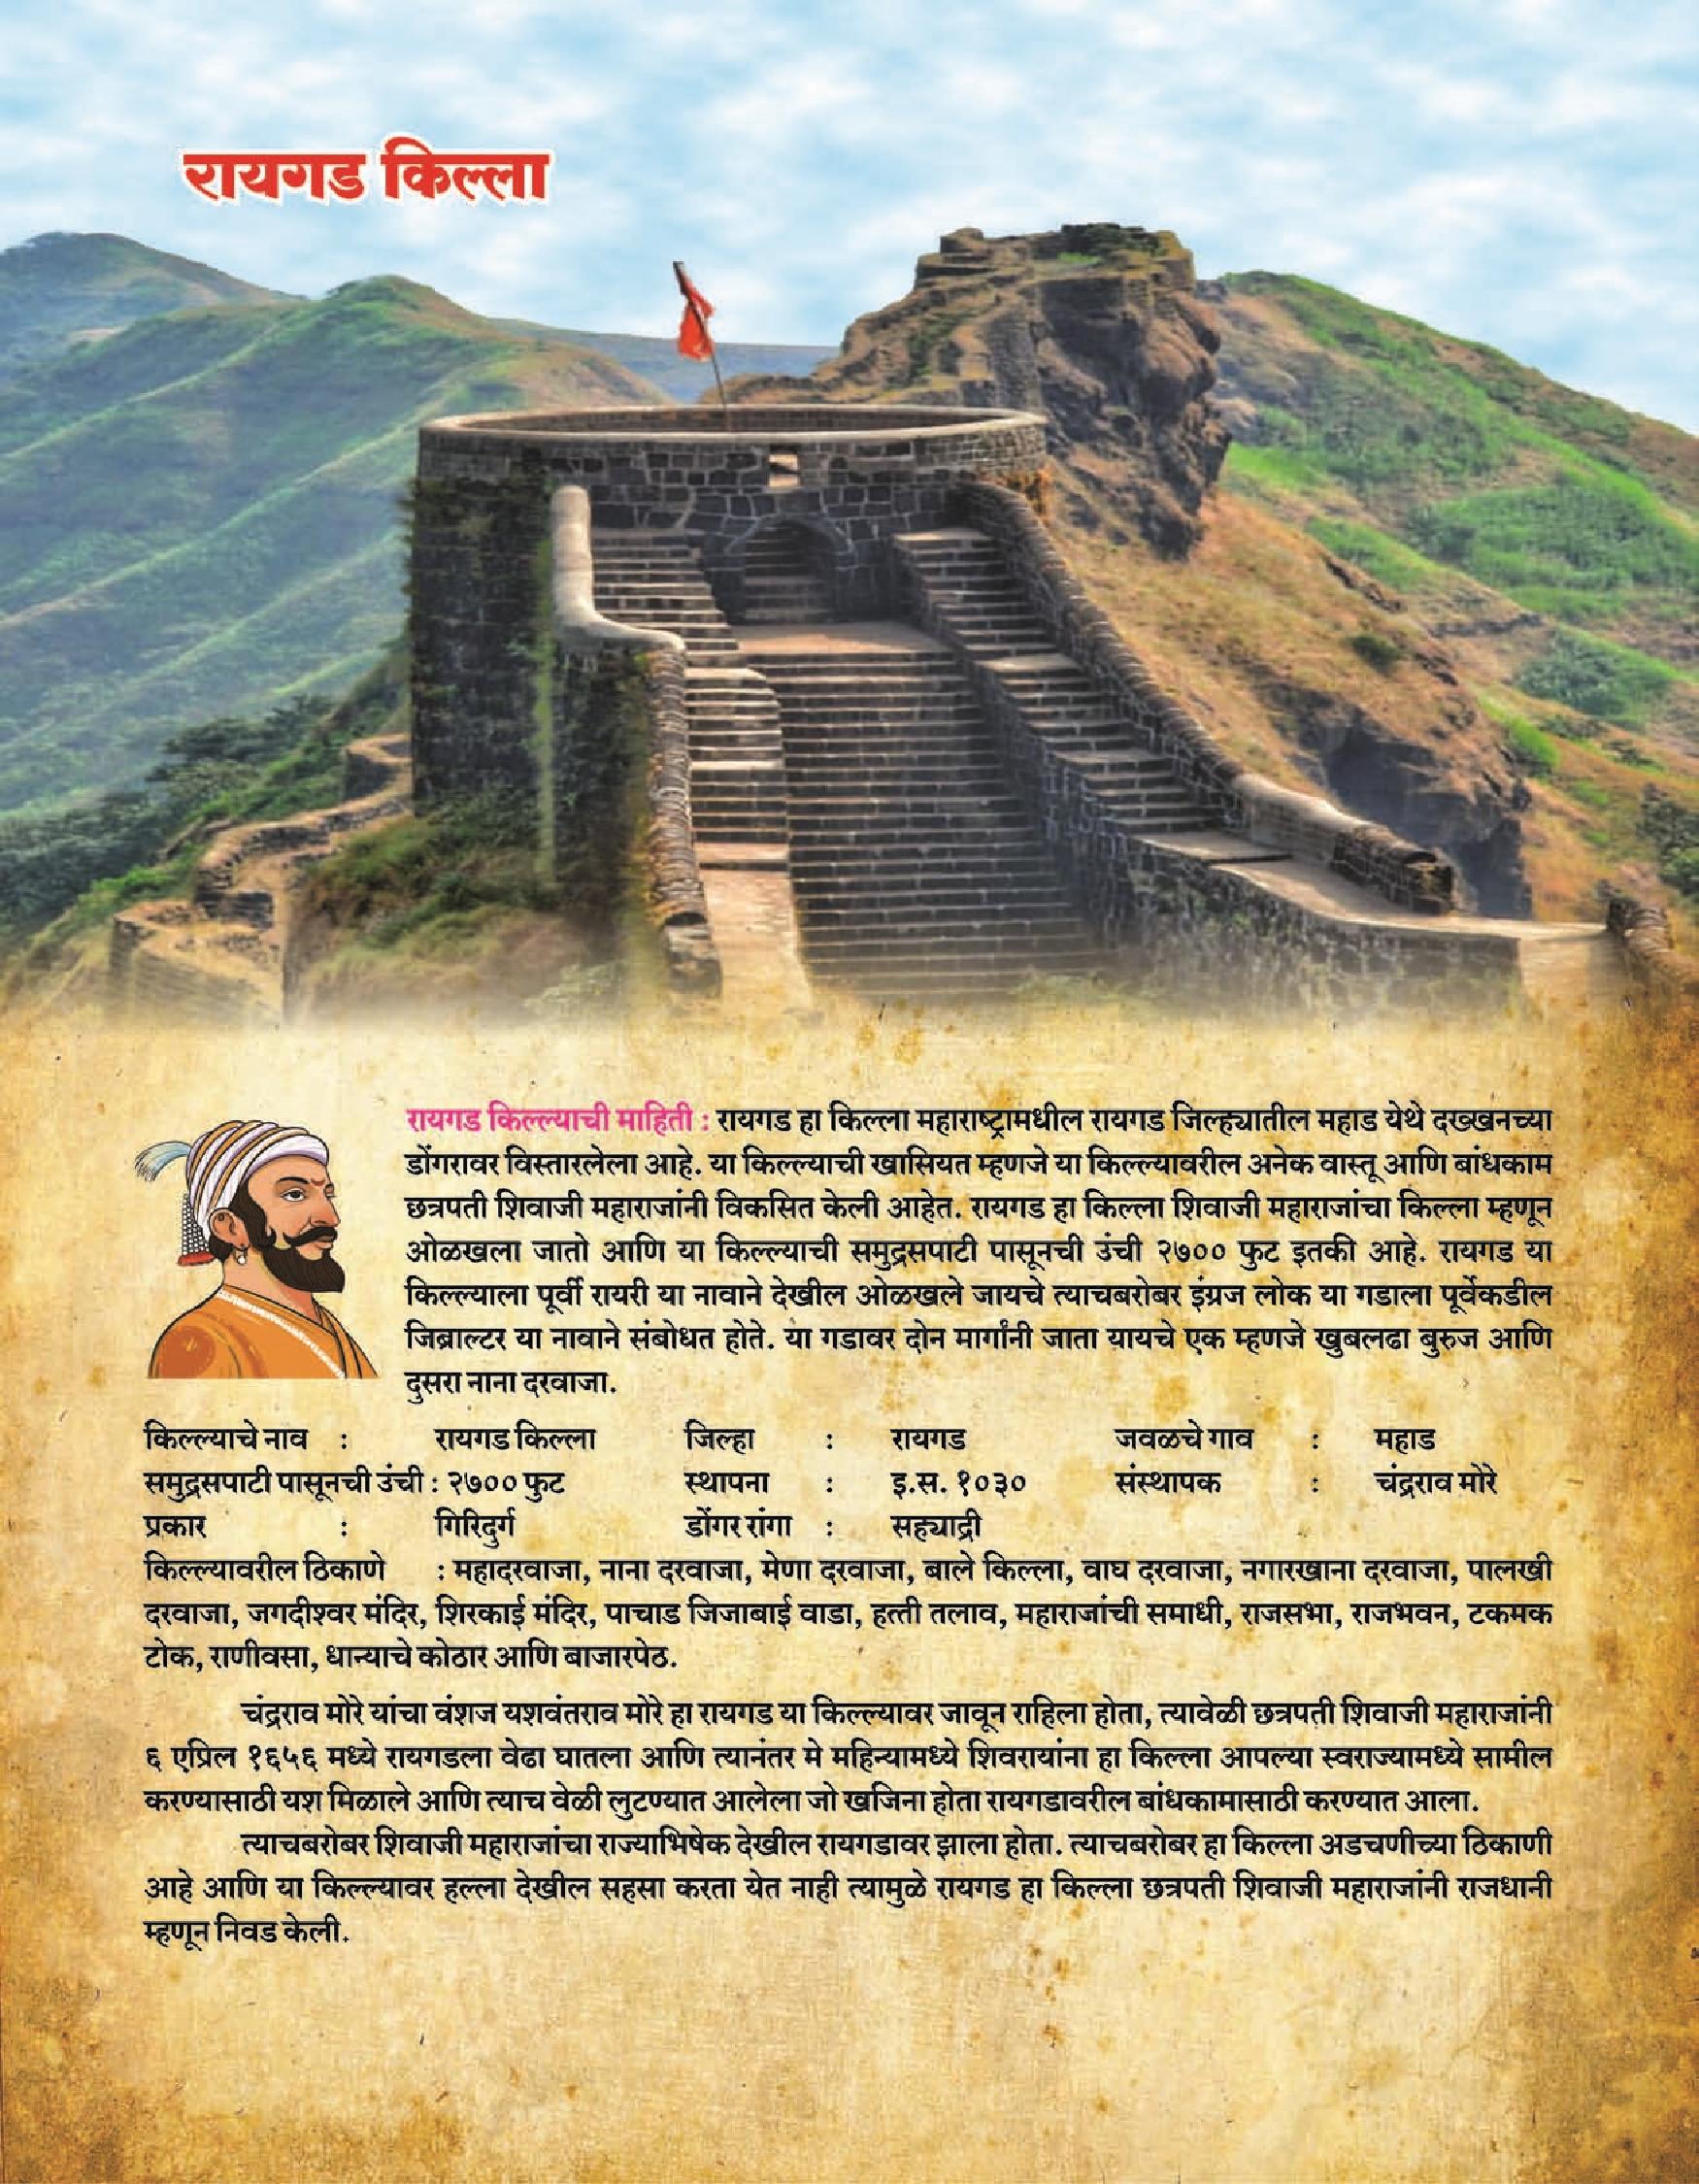 रायगड किल्ला
रायगड किल्ल्याची माहिती : रायगड हा किल्ला महाराष्ट्रामधील रायगड जिल्ह्यातील महाड येथे दख्खनच्या
डोंगरावर विस्तारलेला आहे. या किल्ल्याची खासियत म्हणजे या किल्ल्यावरील अनेक वास्तू आणि बांधकाम
छत्रपती शिवाजी महाराजांनी विकसित केली आहेत. रायगड हा किल्ला शिवाजी महाराजांचा किल्ला म्हणून
ओळखला जातो आणि या किल्ल्याची समुद्रसपाटी पासूनची उंची २७०० फुट इतकी आहे. रायगड या
किल्ल्याला पूर्वी रायरी या नावाने देखील ओळखले जायचे त्याचबरोबर इंग्रज लोक या गडाला पूर्वेकडील
जिब्राल्टर या नावाने संबोधत होते. या गडावर दोन मार्गांनी जाता यायचे एक म्हणजे खुबलढा बुरुज आणि
दुसरा नाना दरवाजा.
किल्ल्याचे नाव : रायगड किल्ला जिल्हा : रायगड जवळचे गाव : महाड
समुद्रसपाटी पासूनची उंची : २७०० फुट स्थापना : इ.स. १०३० संस्थापक : चंद्रराव मोरे
प्रकार : गिरिदुर्ग डोंगर रांगा : सह्याद्री
किल्ल्यावरील ठिकाणे : महादरवाजा, नाना दरवाजा, मेणा दरवाजा, बाले किल्ला, वाघ दरवाजा, नगारखाना दरवाजा, पालखी
दरवाजा, जगदीश्वर मंदिर, शिरकाई मंदिर, पाचाड जिजाबाई वाडा, हत्ती तलाव, महाराजांची समाधी, राजसभा, राजभवन, टकमक
टोक, राणीवसा, धान्याचे कोठार आणि बाजारपेठ.
चंद्रराव मोरे यांचा वंशज यशवंतराव मोरे हा रायगड या किल्ल्यावर जावून राहिला होता, त्यावेळी छत्रपती शिवाजी महाराजांनी
६ एप्रिल १६५६ मध्ये रायगडला वेढा घातला आणि त्यानंतर मे महिन्यामध्ये शिवरायांना हा किल्ला आपल्या स्वराज्यामध्ये सामील
करण्यासाठी यश मिळाले आणि त्याच वेळी लुटण्यात आलेला जो खजिना होता रायगडावरील बांधकामासाठी करण्यात आला.
त्याचबरोबर शिवाजी महाराजांचा राज्याभिषेक देखील रायगडावर झाला होता. त्याचबरोबर हा किल्ला अडचणीच्या ठिकाणी
आहे आणि या किल्ल्यावर हल्ला देखील सहसा करता येत नाही त्यामुळे रायगड हा किल्ला छत्रपती शिवाजी महाराजांनी राजधानी
म्हणून निवड केली.